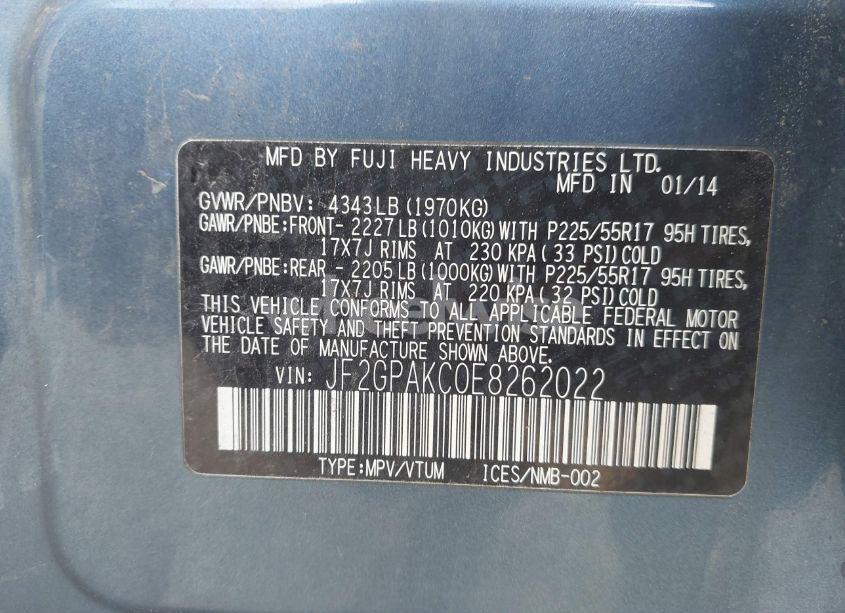 MFD BY FUJI HEAVY INDUSTRIES LTD.
MFD IN 01/14
GVWR/PNBV: 4343LB(1970KG)
GAWR/PNBE:FRONT- 2227LB(1010KG)WITH P225/55R17 95H TIRES,
17X7J RIMS AT 230 KPA( 33 PSI)COLD
GAWR/PNBE:REAR - 2205LB(1000KG)WITH P225/55R17 95H TIRES,
17X7J RIMS AT 220 KPA( 32 PSI)COLD
THIS VEHICLE CONFORMS TO ALL APPLICABLE FEDERAL MOTOR
VEHICLE SAFETY AND THEFT PREVENTION STANDARDS IN EFFECT ON
THE DATE OF MANUFACTURE SHOWN ABOVE.
VIN: JF2GPAKC0E8262022
TYPE:MPV/VTUM ICES/NMB-002